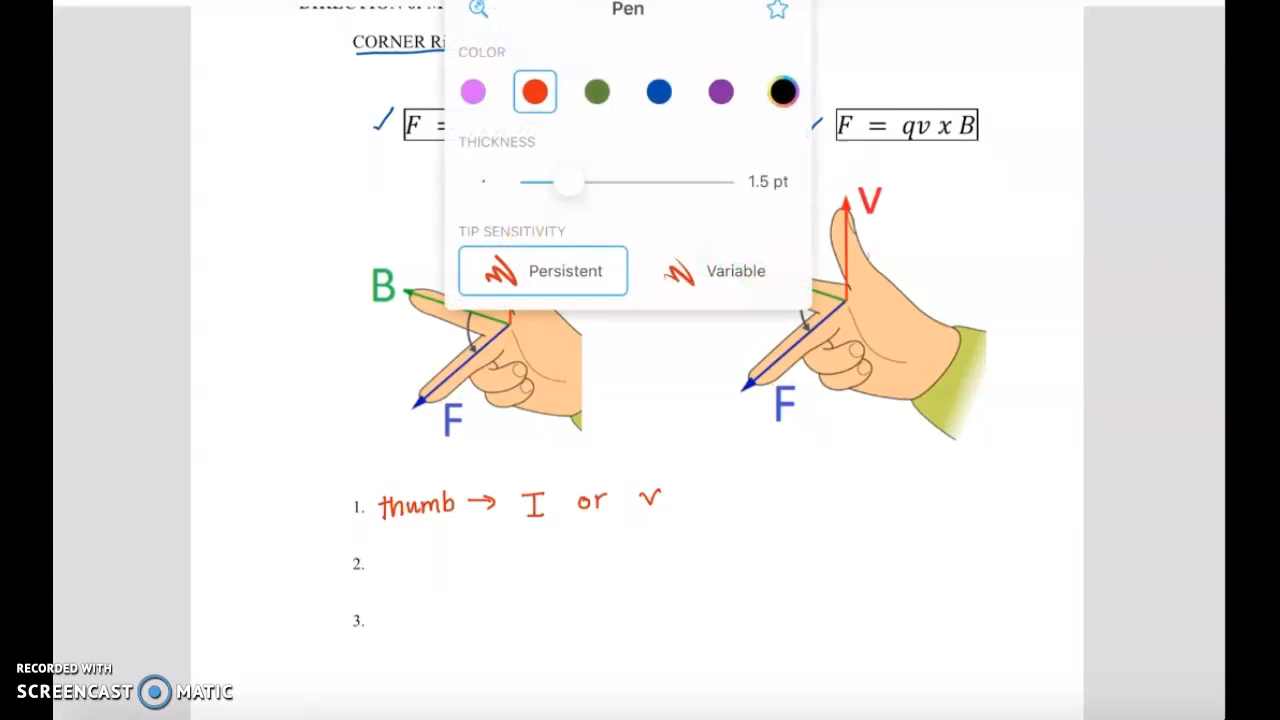 Pen
CORNER Ri
COLOR
F =
F = qv x B
THICKNESS
1.5 pt
TIP SENSITIVITY
Persistent
Variable
V
B
F
F
1. thumb → I or v
2.
3.
RECORDED WITH
SCREENCAST MATIC